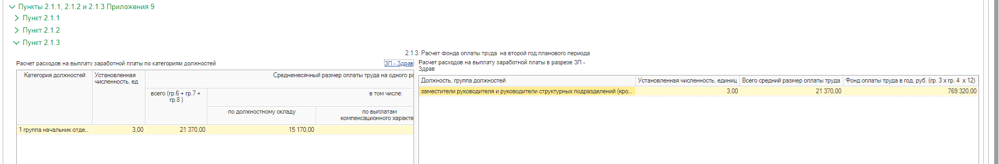 Пункты 2.1.1, 2.1.2 и 2.1.3 Приложения 9
Пункт 2.1.1
Пункт 2.1.2
Пункт 2.1.3
2.1.3. Расчет Фонда оплаты труда на второй год планового периода
Расчет расходов на выплату заработной платы по категориям должностей
ЗП - Здрав
Категория должностей
Установленная
численность, ед
Среднемесячный размер оплаты труда на одного ра
всего (гр.6 + гр.7 +
гр.8 )
в том числе:
по должностному окладу
по выплатам
компенсационного характе
1 группа начальник отде...
3,00
21 370,00
15 170,00
Расчет расходов на выплату заработной платы в разрезе ЗП -
Здрав
Должность, группа должностей
Установленная численность, единиц
Всего средний размер оплаты труда
Фонд оплаты труда в год, руб. (гр. 3 х гр. 4 х 12)
заместители руководителя и руководители структурных подразделений (кро...
3,00
21 370,00
769 320,00